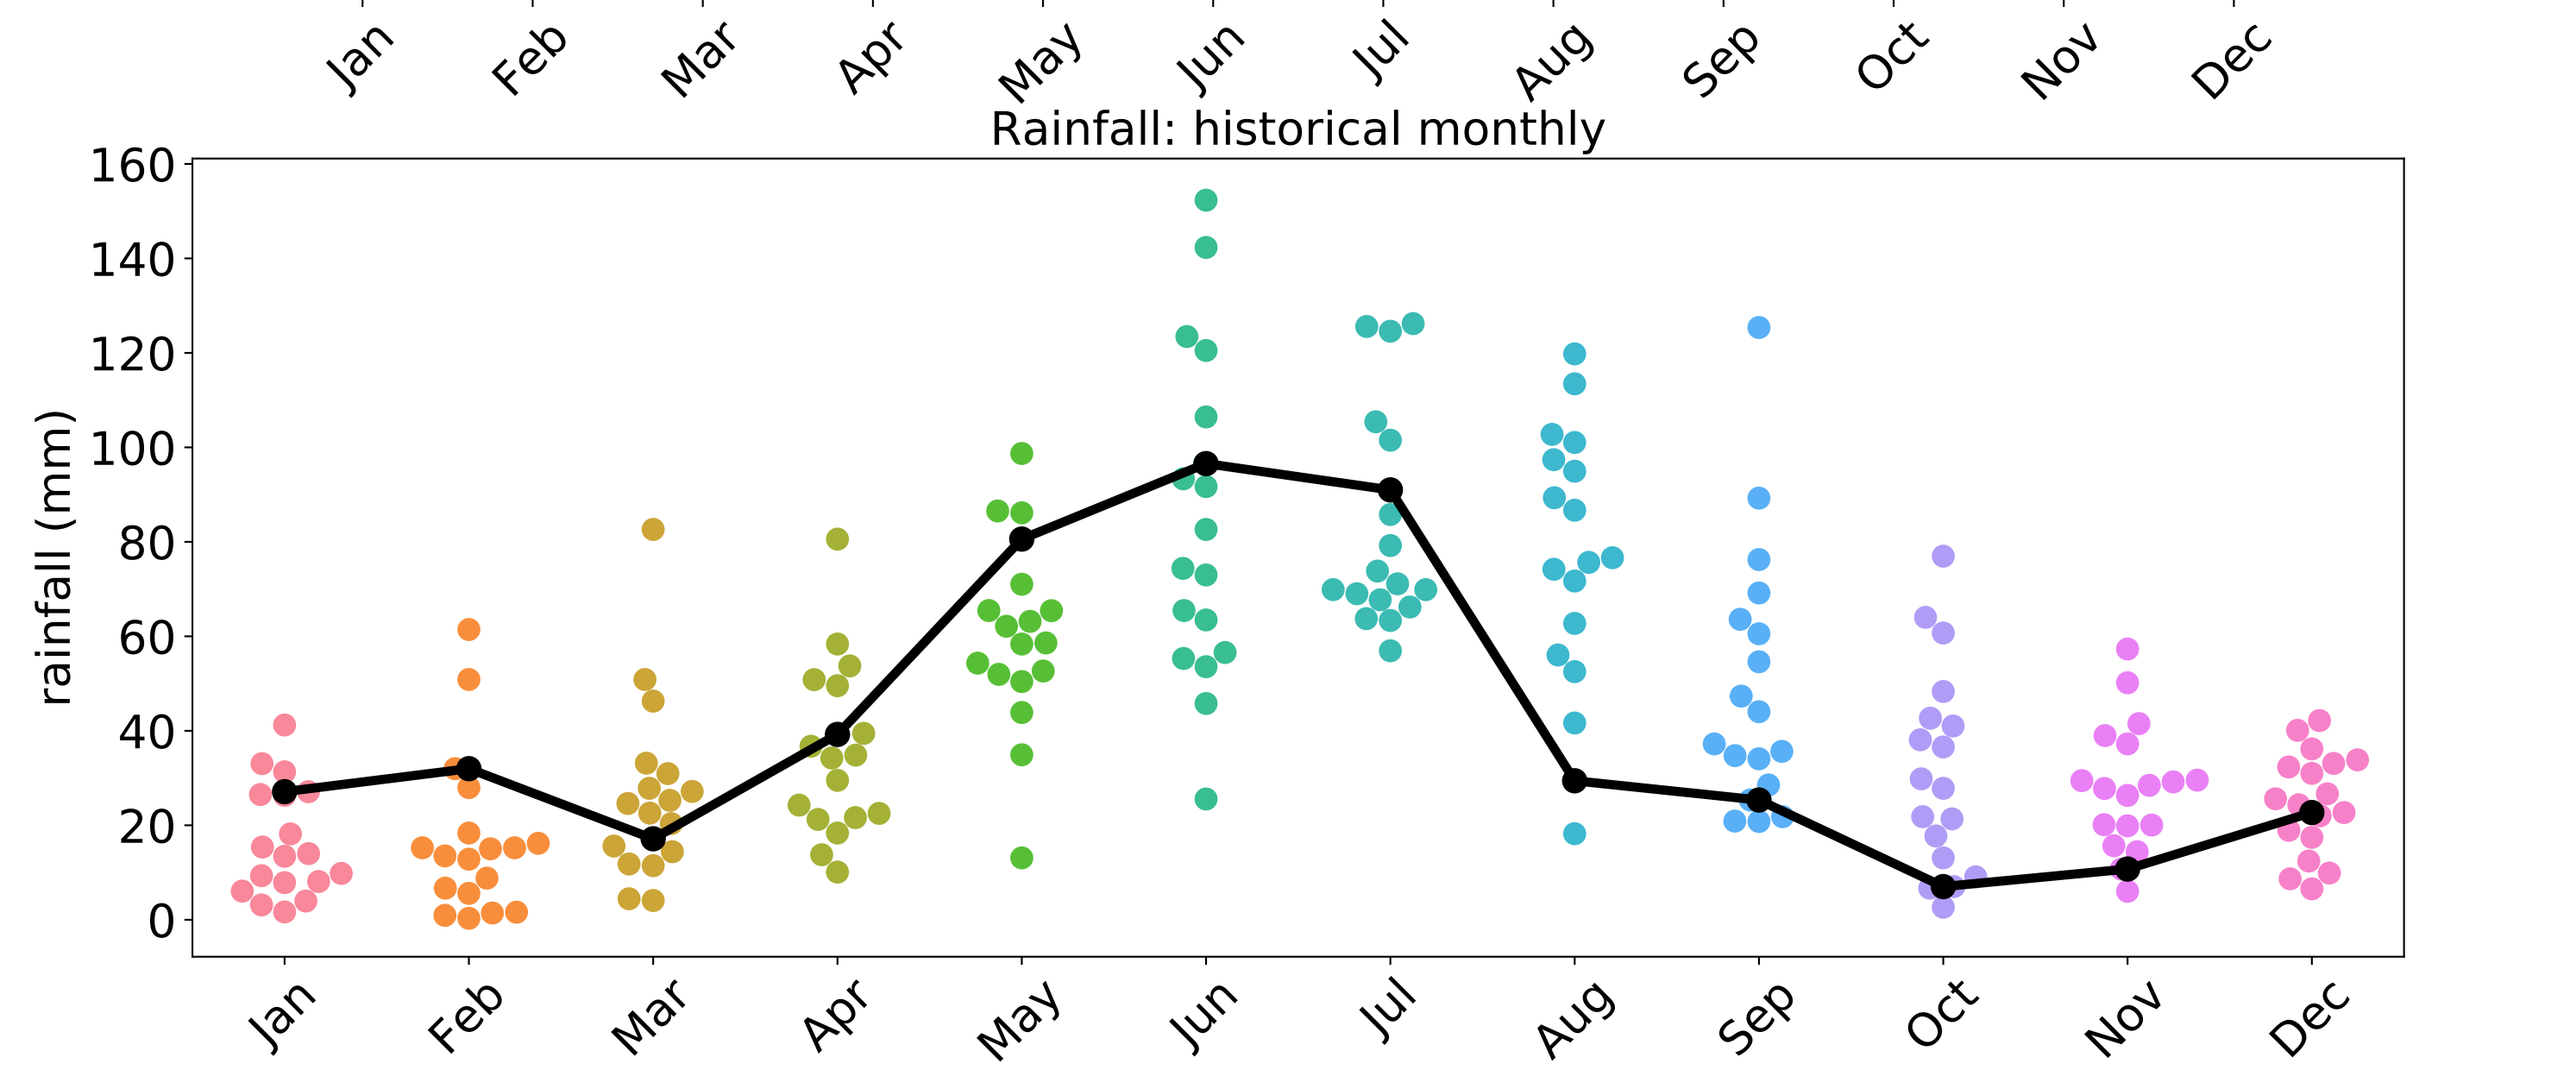 Jan Feb Mar Apr May Jun Jul Aug Sep Oct Nov Dec
Rainfall: historical monthly
160
140
120
100
80
60
40
20
0
rainfall (mm)
Jan Feb Mar Apr May Jun Jul Aug Sep Oct Nov Dec